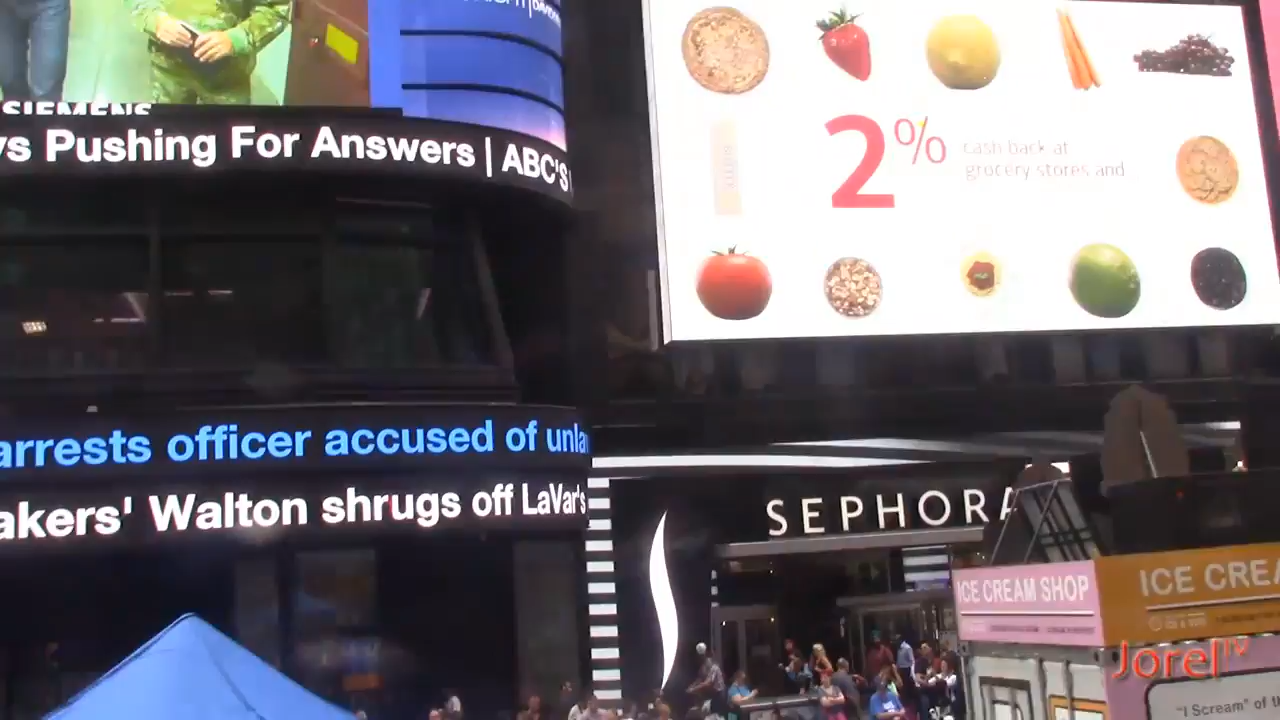 SIEMENS
Pushing For Answers | ABC'S
2% cash back at
grocery stores and
arrests officer accused of
akers' Walton shrugs off LaVar's
SEPHORA
ICE CREAM SHOP
ICE CREA
JorelTV
"I Scream" of t